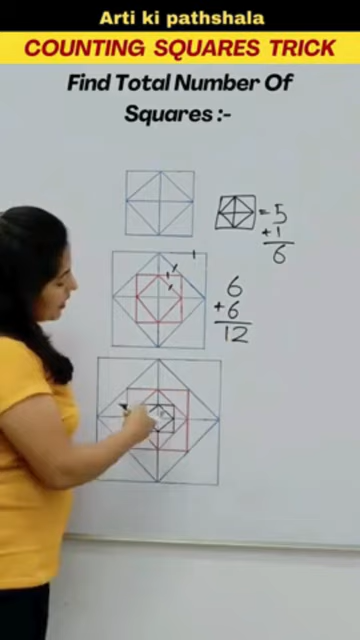 Arti ki pathshala
COUNTING SQUARES TRICK
Find Total Number Of
Squares :-
= 5
+ 1
6
6
+ 6
12